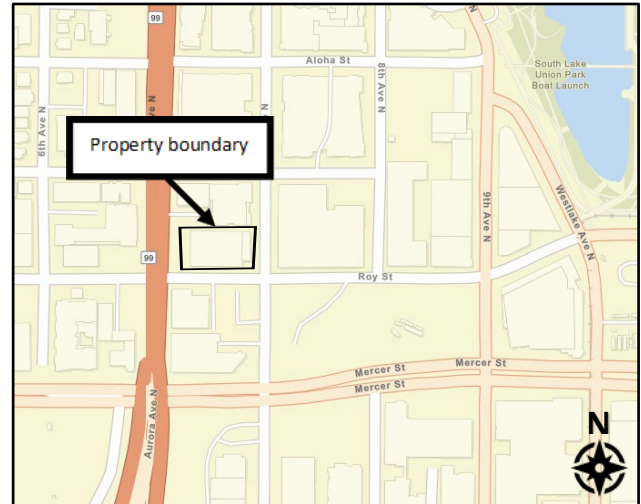 99
N
Aloha St
South Lake
Union Park
Boat Launch
6th Ave N
ve N
e N
8th Ave N
Property boundary
9th Ave N
Westlake Ave N
99
Roy St
Mercer St
Mercer St
Mercer St
Aurora Ave N
N